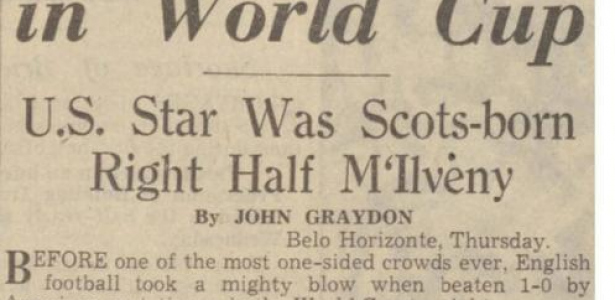 in World Cup
U.S. Star Was Scots-born
Right Half M'Ilveny
By JOHN GRAYDON
Belo Horizonte, Thursday.
BEFORE one of the most one-sided crowds ever, English
football took a mighty blow when beaten 1-0 by